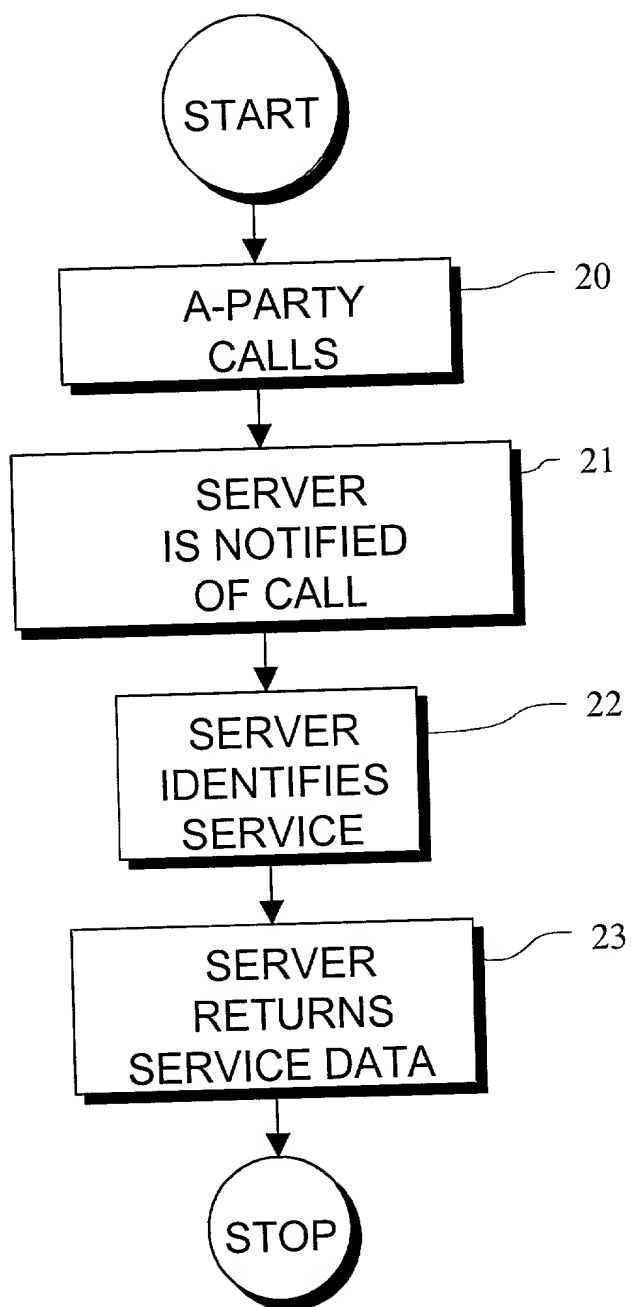 START
A-PARTY
CALLS
20
SERVER
IS NOTIFIED
OF CALL
21
SERVER
IDENTIFIES
SERVICE
22
SERVER
RETURNS
SERVICE DATA
23
STOP